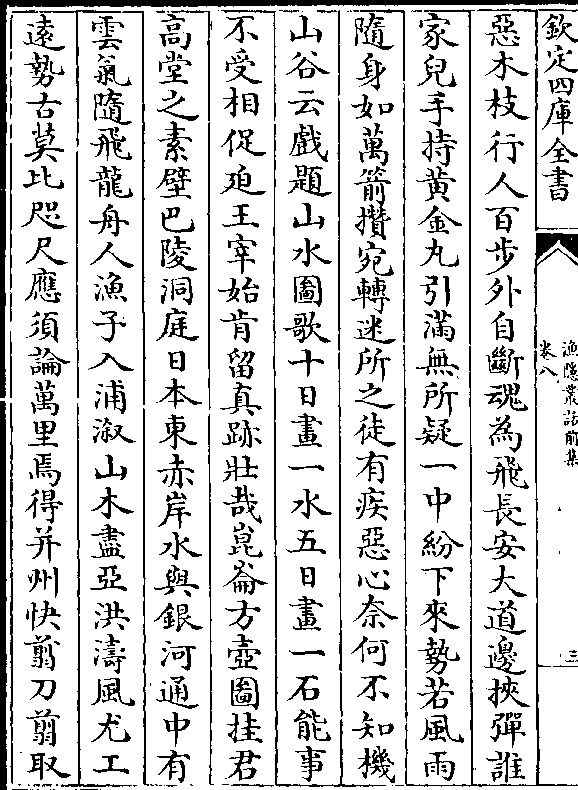 欽定四庫全書
漁隱叢話前集
卷八
三
惡木枝行人百步外自斷魂為飛長安大道邊挾彈誰
家兒手持黄金丸引滿無所疑一中紛下來勢若風雨
隨身如萬箭攢宛轉迷所之徒有疾惡心奈何不知機
山谷云戲題山水圖歌十日畫一水五日畫一石能事
不受相促廹王宰始肯留真跡壯哉崑崙方壺圖挂君
高堂之素壁巴陵洞庭日本東赤岸水與銀河通中有
雲氣隨飛龍舟人漁子入浦溆山木盡亞洪濤風尤工
逺勢古莫比咫尺應須論萬里焉得并州快翦刀翦取